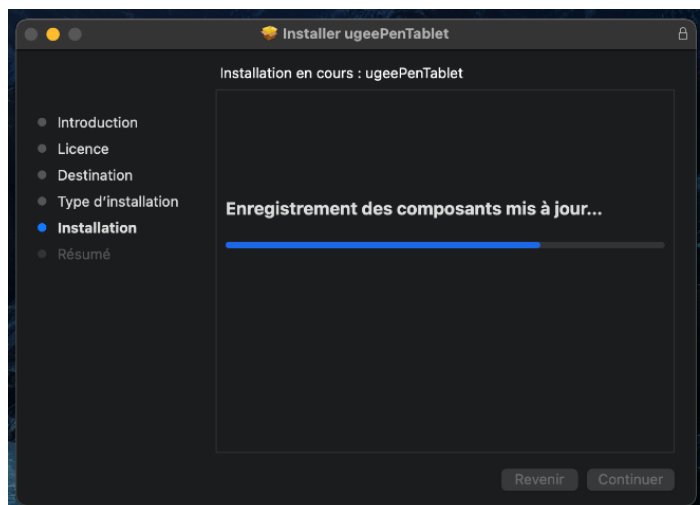 Installer ugeePenTablet
Installation en cours : ugeePenTablet
Introduction
Licence
Destination
Type d’installation
Installation
Résumé
Enregistrement des composants mis à jour...
Revenir
Continuer